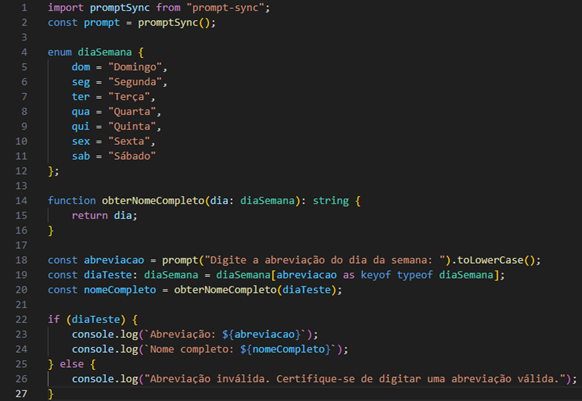 1 import promptSync from "prompt-sync";
2 const prompt = promptSync();
3
4 enum diaSemana {
5     dom = "Domingo",
6     seg = "Segunda",
7     ter = "Terça",
8     qua = "Quarta",
9     qui = "Quinta",
10     sex = "Sexta",
11     sab = "Sábado"
12 };
13
14 function obterNomeCompleto(dia: diaSemana): string {
15     return dia;
16 }
17
18 const abreviacao = prompt("Digite a abreviação do dia da semana: ").toLowerCase();
19 const diaTeste: diaSemana = diaSemana[abreviacao as keyof typeof diaSemana];
20 const nomeCompleto = obterNomeCompleto(diaTeste);
21
22 if (diaTeste) {
23     console.log(`Abreviação: ${abreviacao}`);
24     console.log(`Nome completo: ${nomeCompleto}`);
25 } else {
26     console.log("Abreviação inválida. Certifique-se de digitar uma abreviação válida.");
27 }